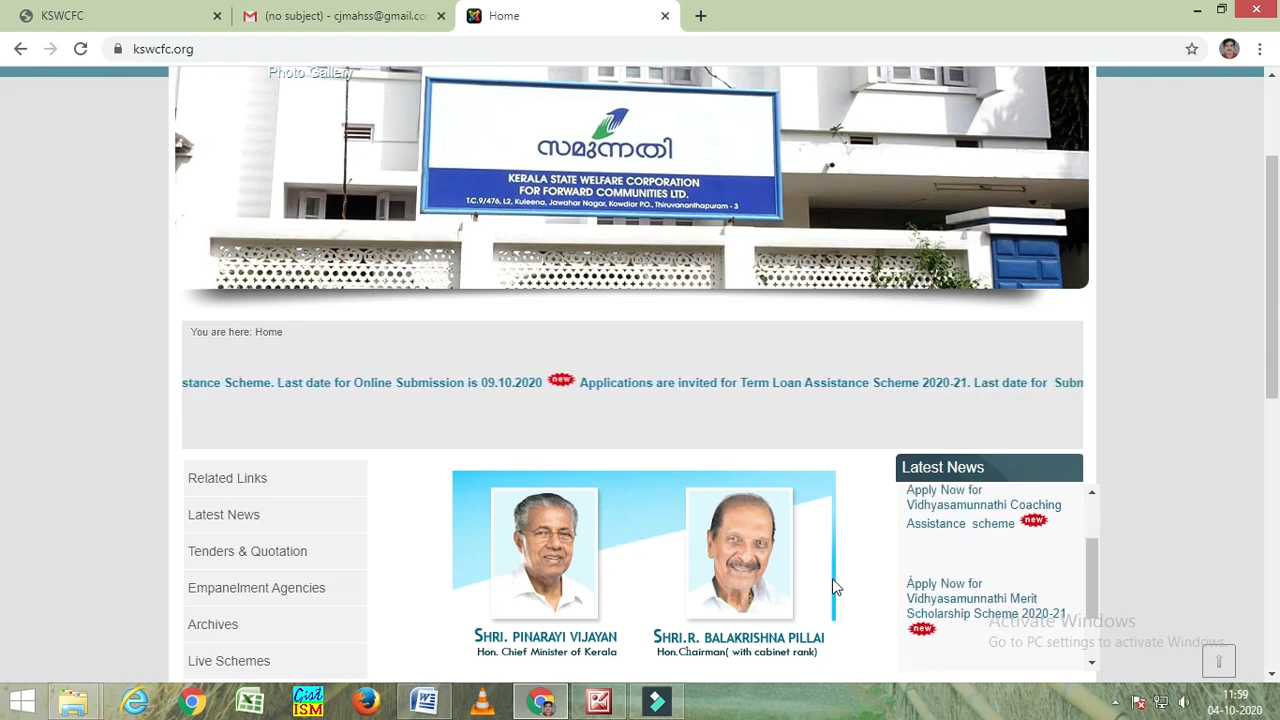 KSWCFC
(no subject) - cjmahss@gmail.co
Home
kswcfc.org
Photo Gallery
സമുന്നതി
KERALA STATE WELFARE CORPORATION
FOR FORWARD COMMUNITIES LTD.
T.C.9/476, L2, Kuleena, Jawahar Nagar, Kowdiar P.O., Thiruvananthapuram - 3
You are here: Home
stance Scheme. Last date for Online Submission is 09.10.2020 new Applications are invited for Term Loan Assistance Scheme 2020-21. Last date for Subm
Related Links
Latest News
Tenders & Quotation
Empanelment Agencies
Archives
Live Schemes
SHRI. PINARAYI VIJAYAN
Hon. Chief Minister of Kerala
SHRI.R. BALAKRISHNA PILLAI
Hon.Chairman( with cabinet rank)
Latest News
Apply Now for
Vidhyasamunnathi Coaching
Assistance scheme new
Apply Now for
Vidhyasamunnathi Merit
Scholarship Scheme 2020-21
new
Activate Windows
Go to PC settings to activate Windows.
Gist
ISM
11:59
04-10-2020